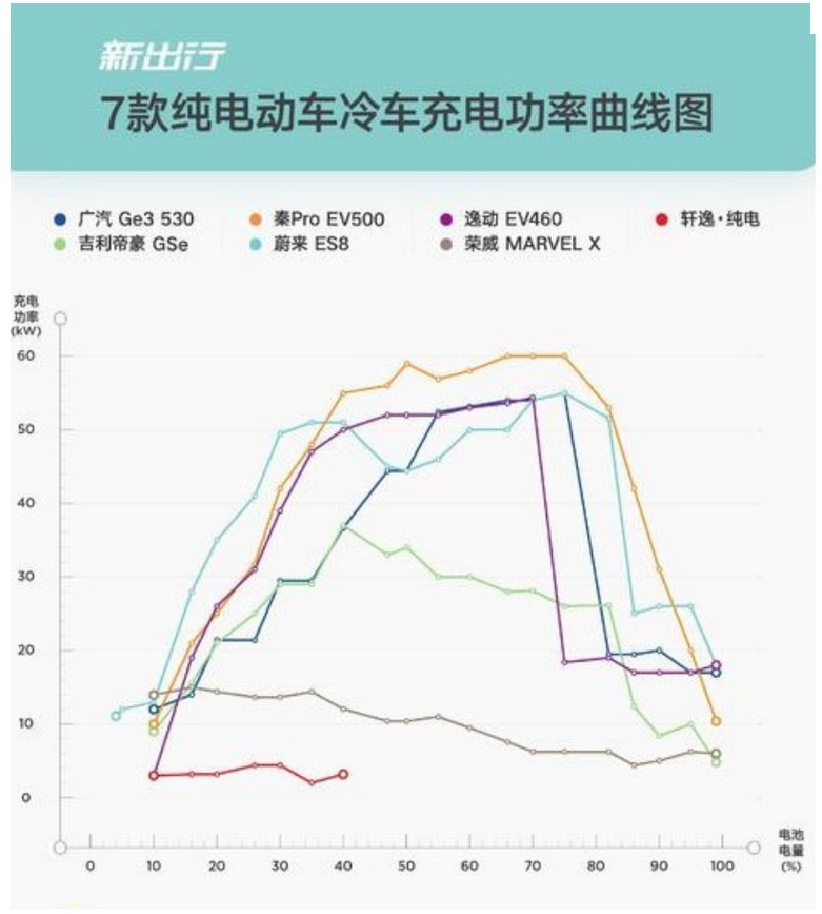 新出行
7款纯电动车冷车充电功率曲线图
广汽 Ge3 530
秦Pro EV500
逸动 EV460
轩逸·纯电
吉利帝豪 GSe
蔚来 ES8
荣威 MARVEL X
充电
功率
(kW)
60
50
40
30
20
10
0
0 10 20 30 40 50 60 70 80 90 100
电池
电量
(%)